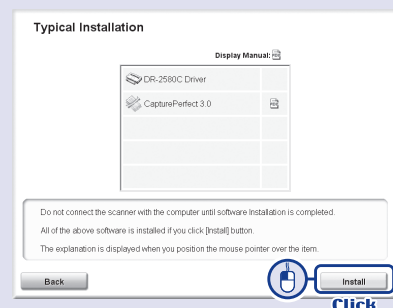 Typical Installation
Display Manual:
DR-2580C Driver
CapturePerfect 3.0
Do not connect the scanner with the computer until software Installation is completed.
All of the above software is installed if you click [Install] button.
The explanation is displayed when you position the mouse pointer over the item.
Back
Install
Click